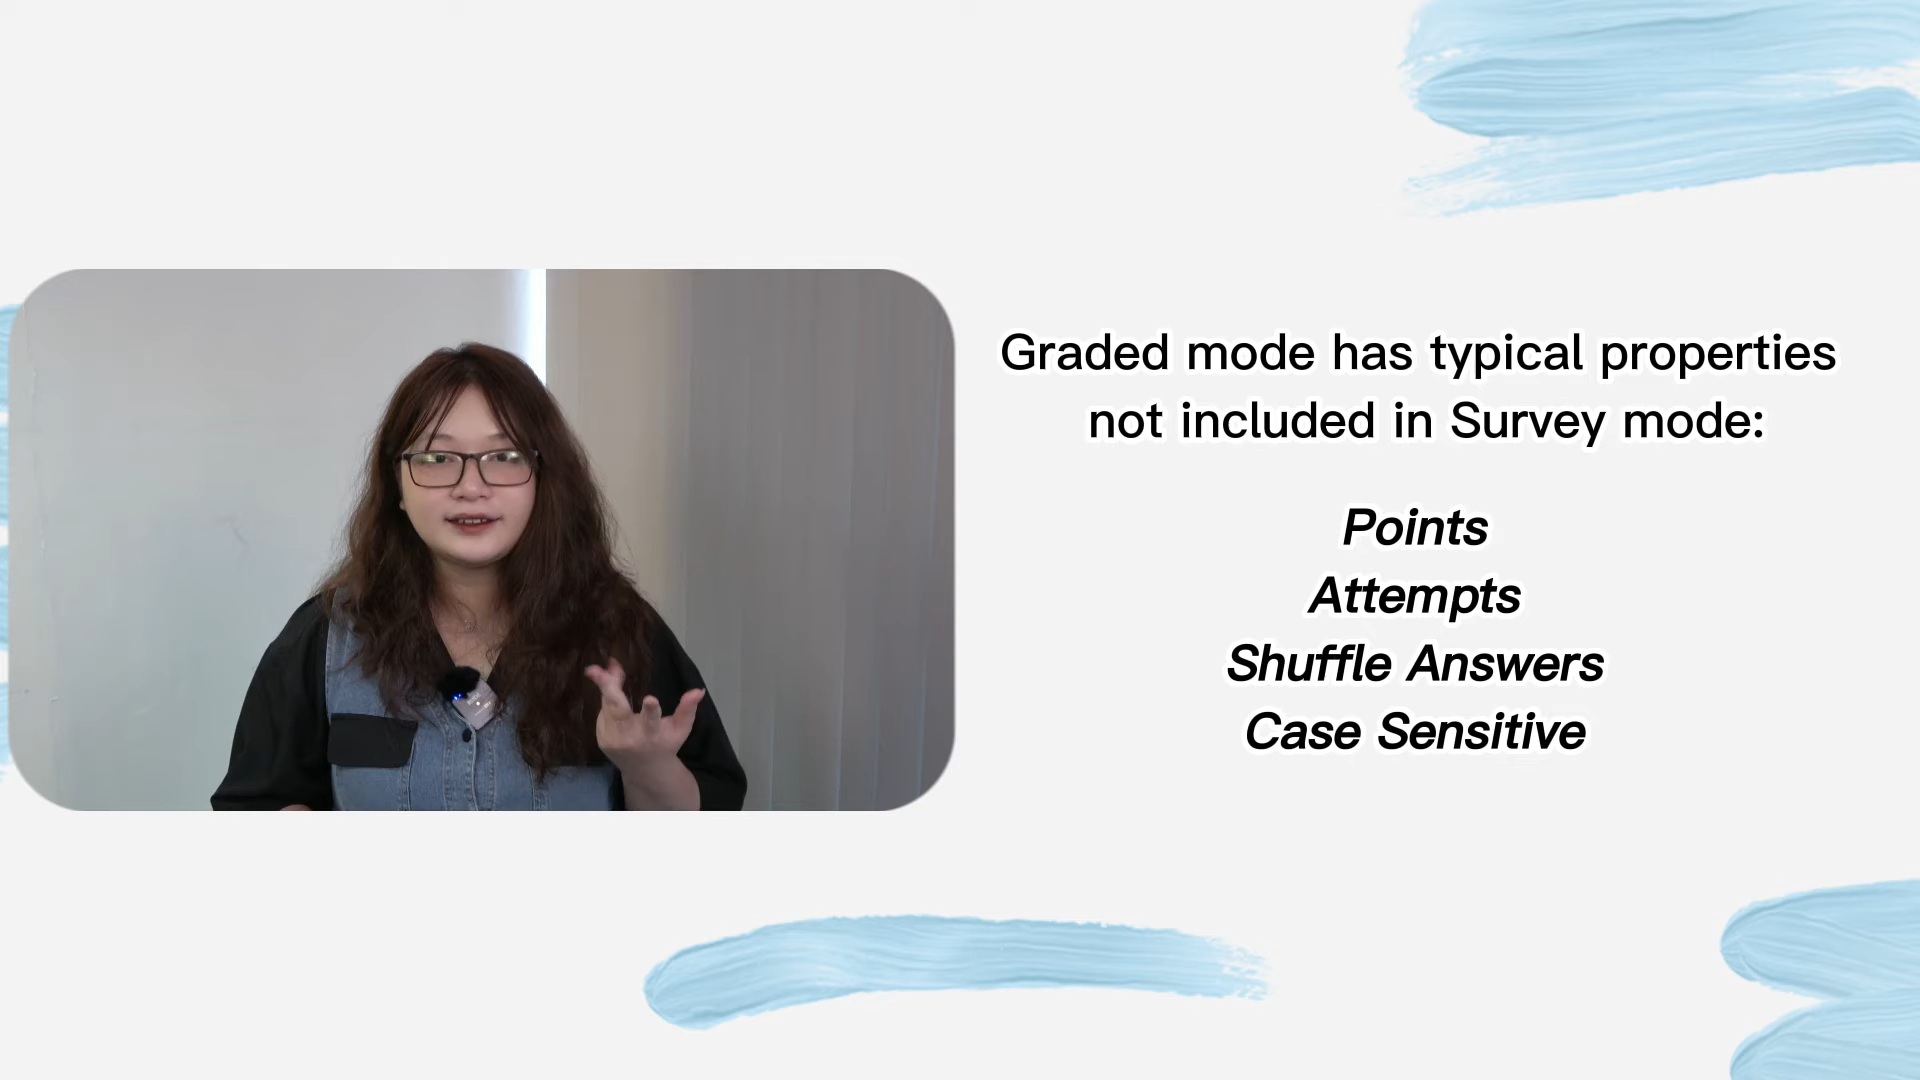 Graded mode has typical properties
not included in Survey mode:
Points
Attempts
Shuffle Answers
Case Sensitive